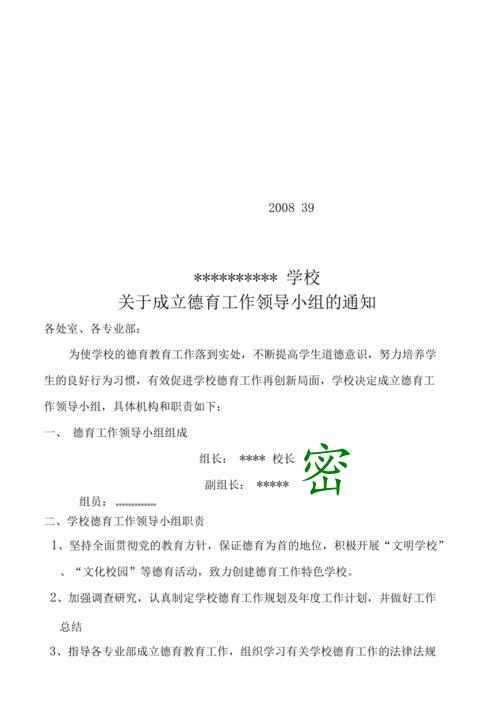 2008 39
********** 学校
关于成立德育工作领导小组的通知
各处室、各专业部：
为使学校的德育教育工作落到实处，不断提高学生道德意识，努力培养学
生的良好行为习惯，有效促进学校德育工作再创新局面，学校决定成立德育工
作领导小组，具体机构和职责如下：
一、 德育工作领导小组组成
组长： **** 校长
副组长： *****
密
组员： *************
二、学校德育工作领导小组职责
1、坚持全面贯彻党的教育方针，保证德育为首的地位，积极开展“文明学校”
、“文化校园”等德育活动，致力创建德育工作特色学校。
2、加强调查研究，认真制定学校德育工作规划及年度工作计划，并做好工作
总结
3、指导各专业部成立德育教育工作，组织学习有关学校德育工作的法律法规